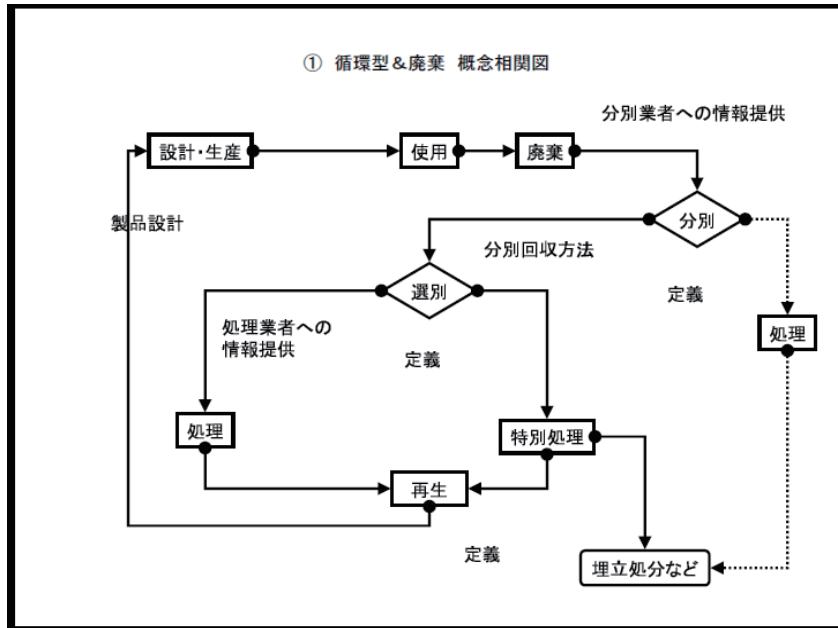 ① 循環型＆廃棄 概念相関図
分別業者への情報提供
設計・生産
使用
廃棄
製品設計
分別
分別回収方法
選別
定義
処理業者への
情報提供
処理
定義
処理
特別処理
再生
定義
埋立処分など